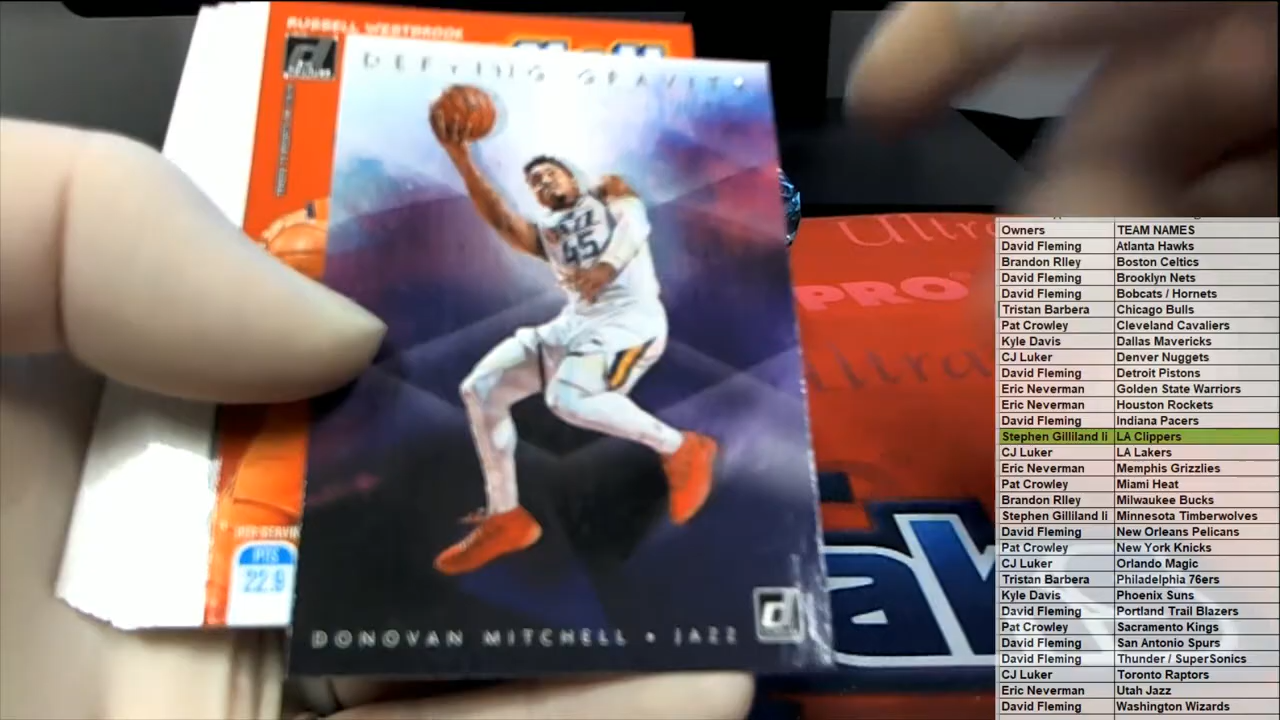 RUSSELL WESTBROOK
DEFYING GRAVITY
JAZZ
45
PTS
22.9
DONOVAN MITCHELL • JAZZ
d
Ultra
PRO®
Ultra
Owners TEAM NAMES
David Fleming Atlanta Hawks
Brandon Rlley Boston Celtics
David Fleming Brooklyn Nets
David Fleming Bobcats / Hornets
Tristan Barbera Chicago Bulls
Pat Crowley Cleveland Cavaliers
Kyle Davis Dallas Mavericks
CJ Luker Denver Nuggets
David Fleming Detroit Pistons
Eric Neverman Golden State Warriors
Eric Neverman Houston Rockets
David Fleming Indiana Pacers
Stephen Gilliland Ii LA Clippers
CJ Luker LA Lakers
Eric Neverman Memphis Grizzlies
Pat Crowley Miami Heat
Brandon Rlley Milwaukee Bucks
Stephen Gilliland Ii Minnesota Timberwolves
David Fleming New Orleans Pelicans
Pat Crowley New York Knicks
CJ Luker Orlando Magic
Tristan Barbera Philadelphia 76ers
Kyle Davis Phoenix Suns
David Fleming Portland Trail Blazers
Pat Crowley Sacramento Kings
David Fleming San Antonio Spurs
David Fleming Thunder / SuperSonics
CJ Luker Toronto Raptors
Eric Neverman Utah Jazz
David Fleming Washington Wizards